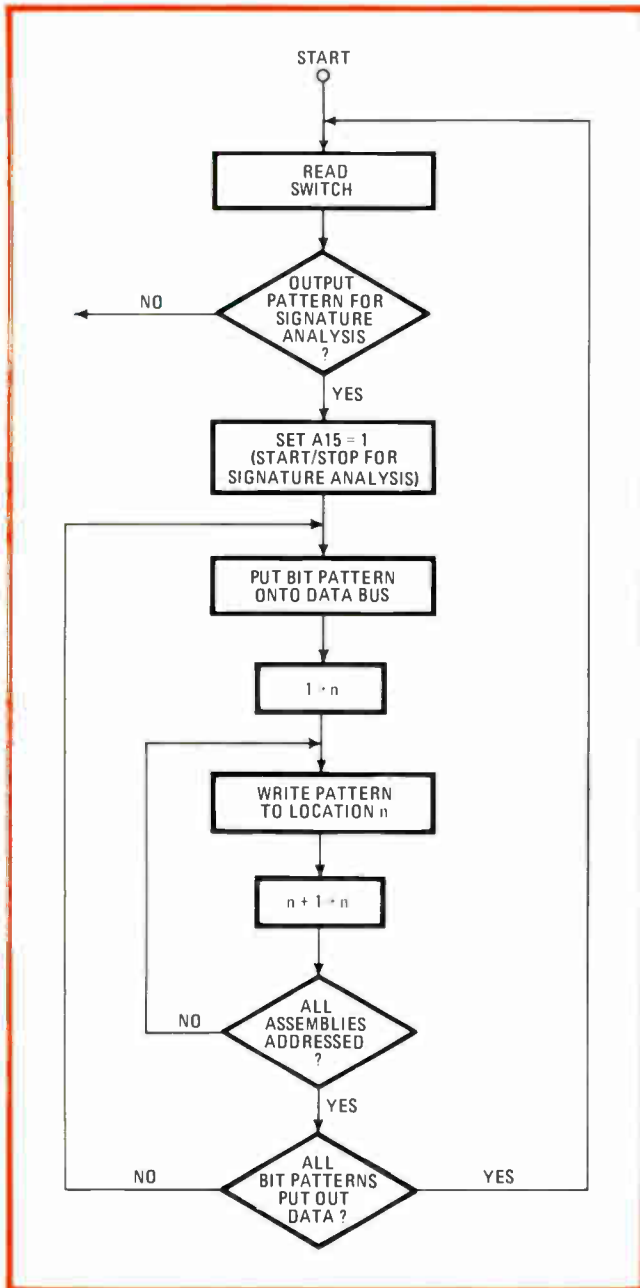 START
READ
SWITCH
OUTPUT
PATTERN FOR
SIGNATURE
ANALYSIS
?
NO
YES
SET A15 = 1
(START/STOP FOR
SIGNATURE ANALYSIS)
PUT BIT PATTERN
ONTO DATA BUS
1 → n
WRITE PATTERN
TO LOCATION n
n + 1 → n
ALL
ASSEMBLIES
ADDRESSED
?
NO
YES
ALL
BIT PATTERNS
PUT OUT
DATA ?
NO
YES